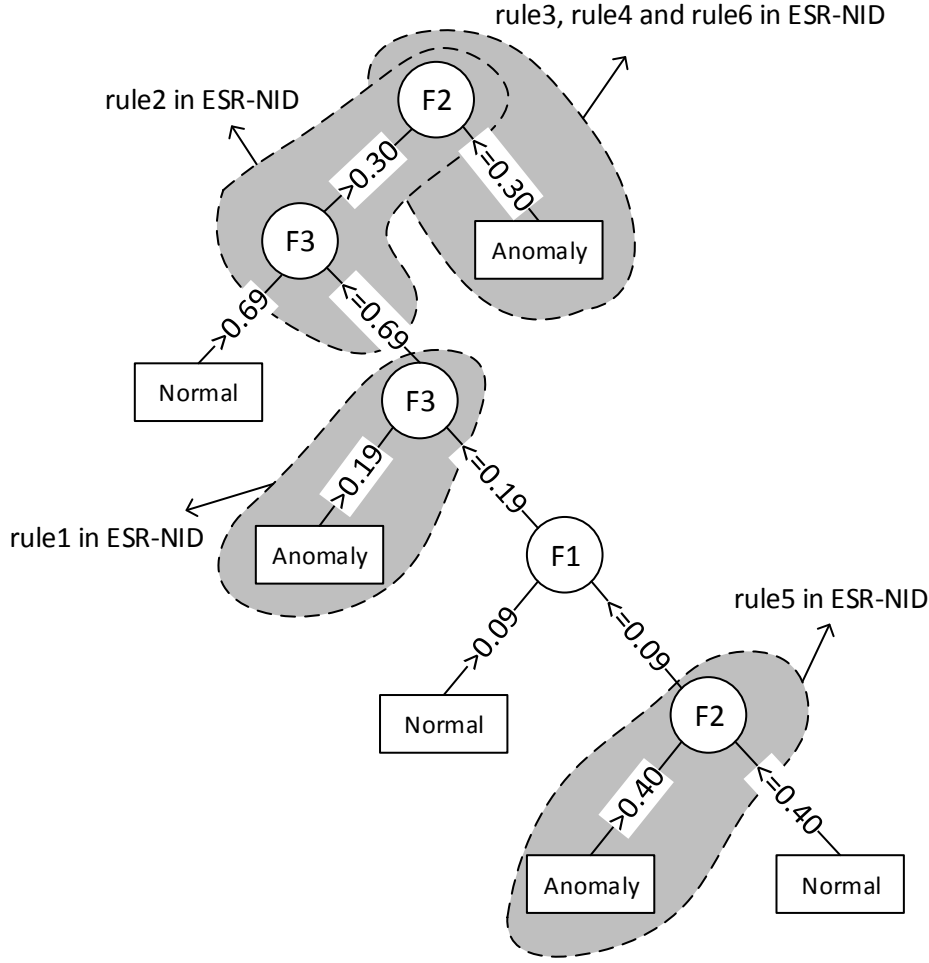 rule3, rule4 and rule6 in ESR-NID
rule2 in ESR-NID
F2
>0.30
<=0.30
F3
Anomaly
>0.69
<=0.69
Normal
F3
>0.19
<=0.19
rule1 in ESR-NID
Anomaly
F1
rule5 in ESR-NID
>0.09
<=0.09
Normal
F2
>0.40
<=0.40
Anomaly
Normal